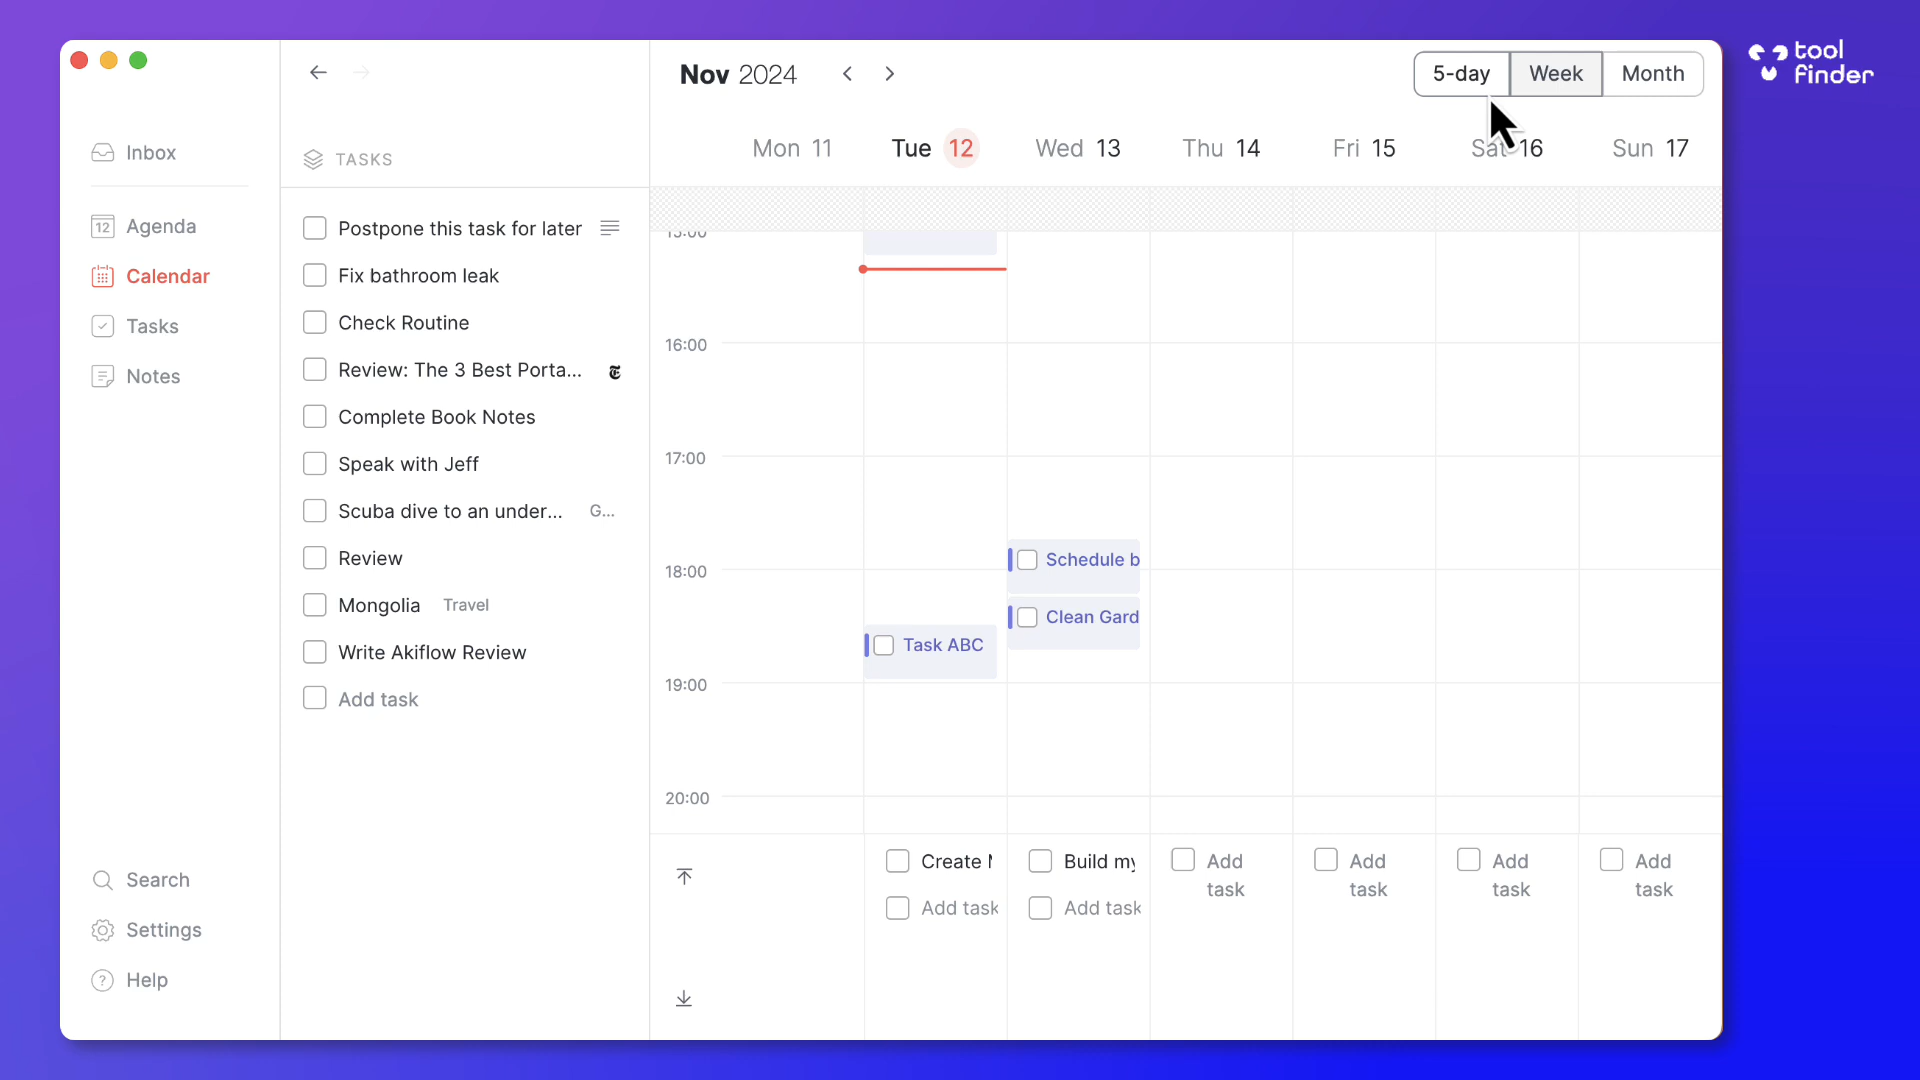 Inbox
12
Agenda
Calendar
Tasks
Notes
Search
Settings
? Help
TASKS
Postpone this task for later
Fix bathroom leak
Check Routine
Review: The 3 Best Porta...
Complete Book Notes
Speak with Jeff
Scuba dive to an under... G...
Review
Mongolia Travel
Write Akiflow Review
Add task
Nov 2024
5-day Week Month
Mon 11 Tue 12 Wed 13 Thu 14 Fri 15 Sat 16 Sun 17
16:00
17:00
18:00
19:00
20:00
Schedule b
Clean Gard
Task ABC
Create
Add task
Build my
Add task
Add
task
Add
task
Add
task
Add
task
tool
finder